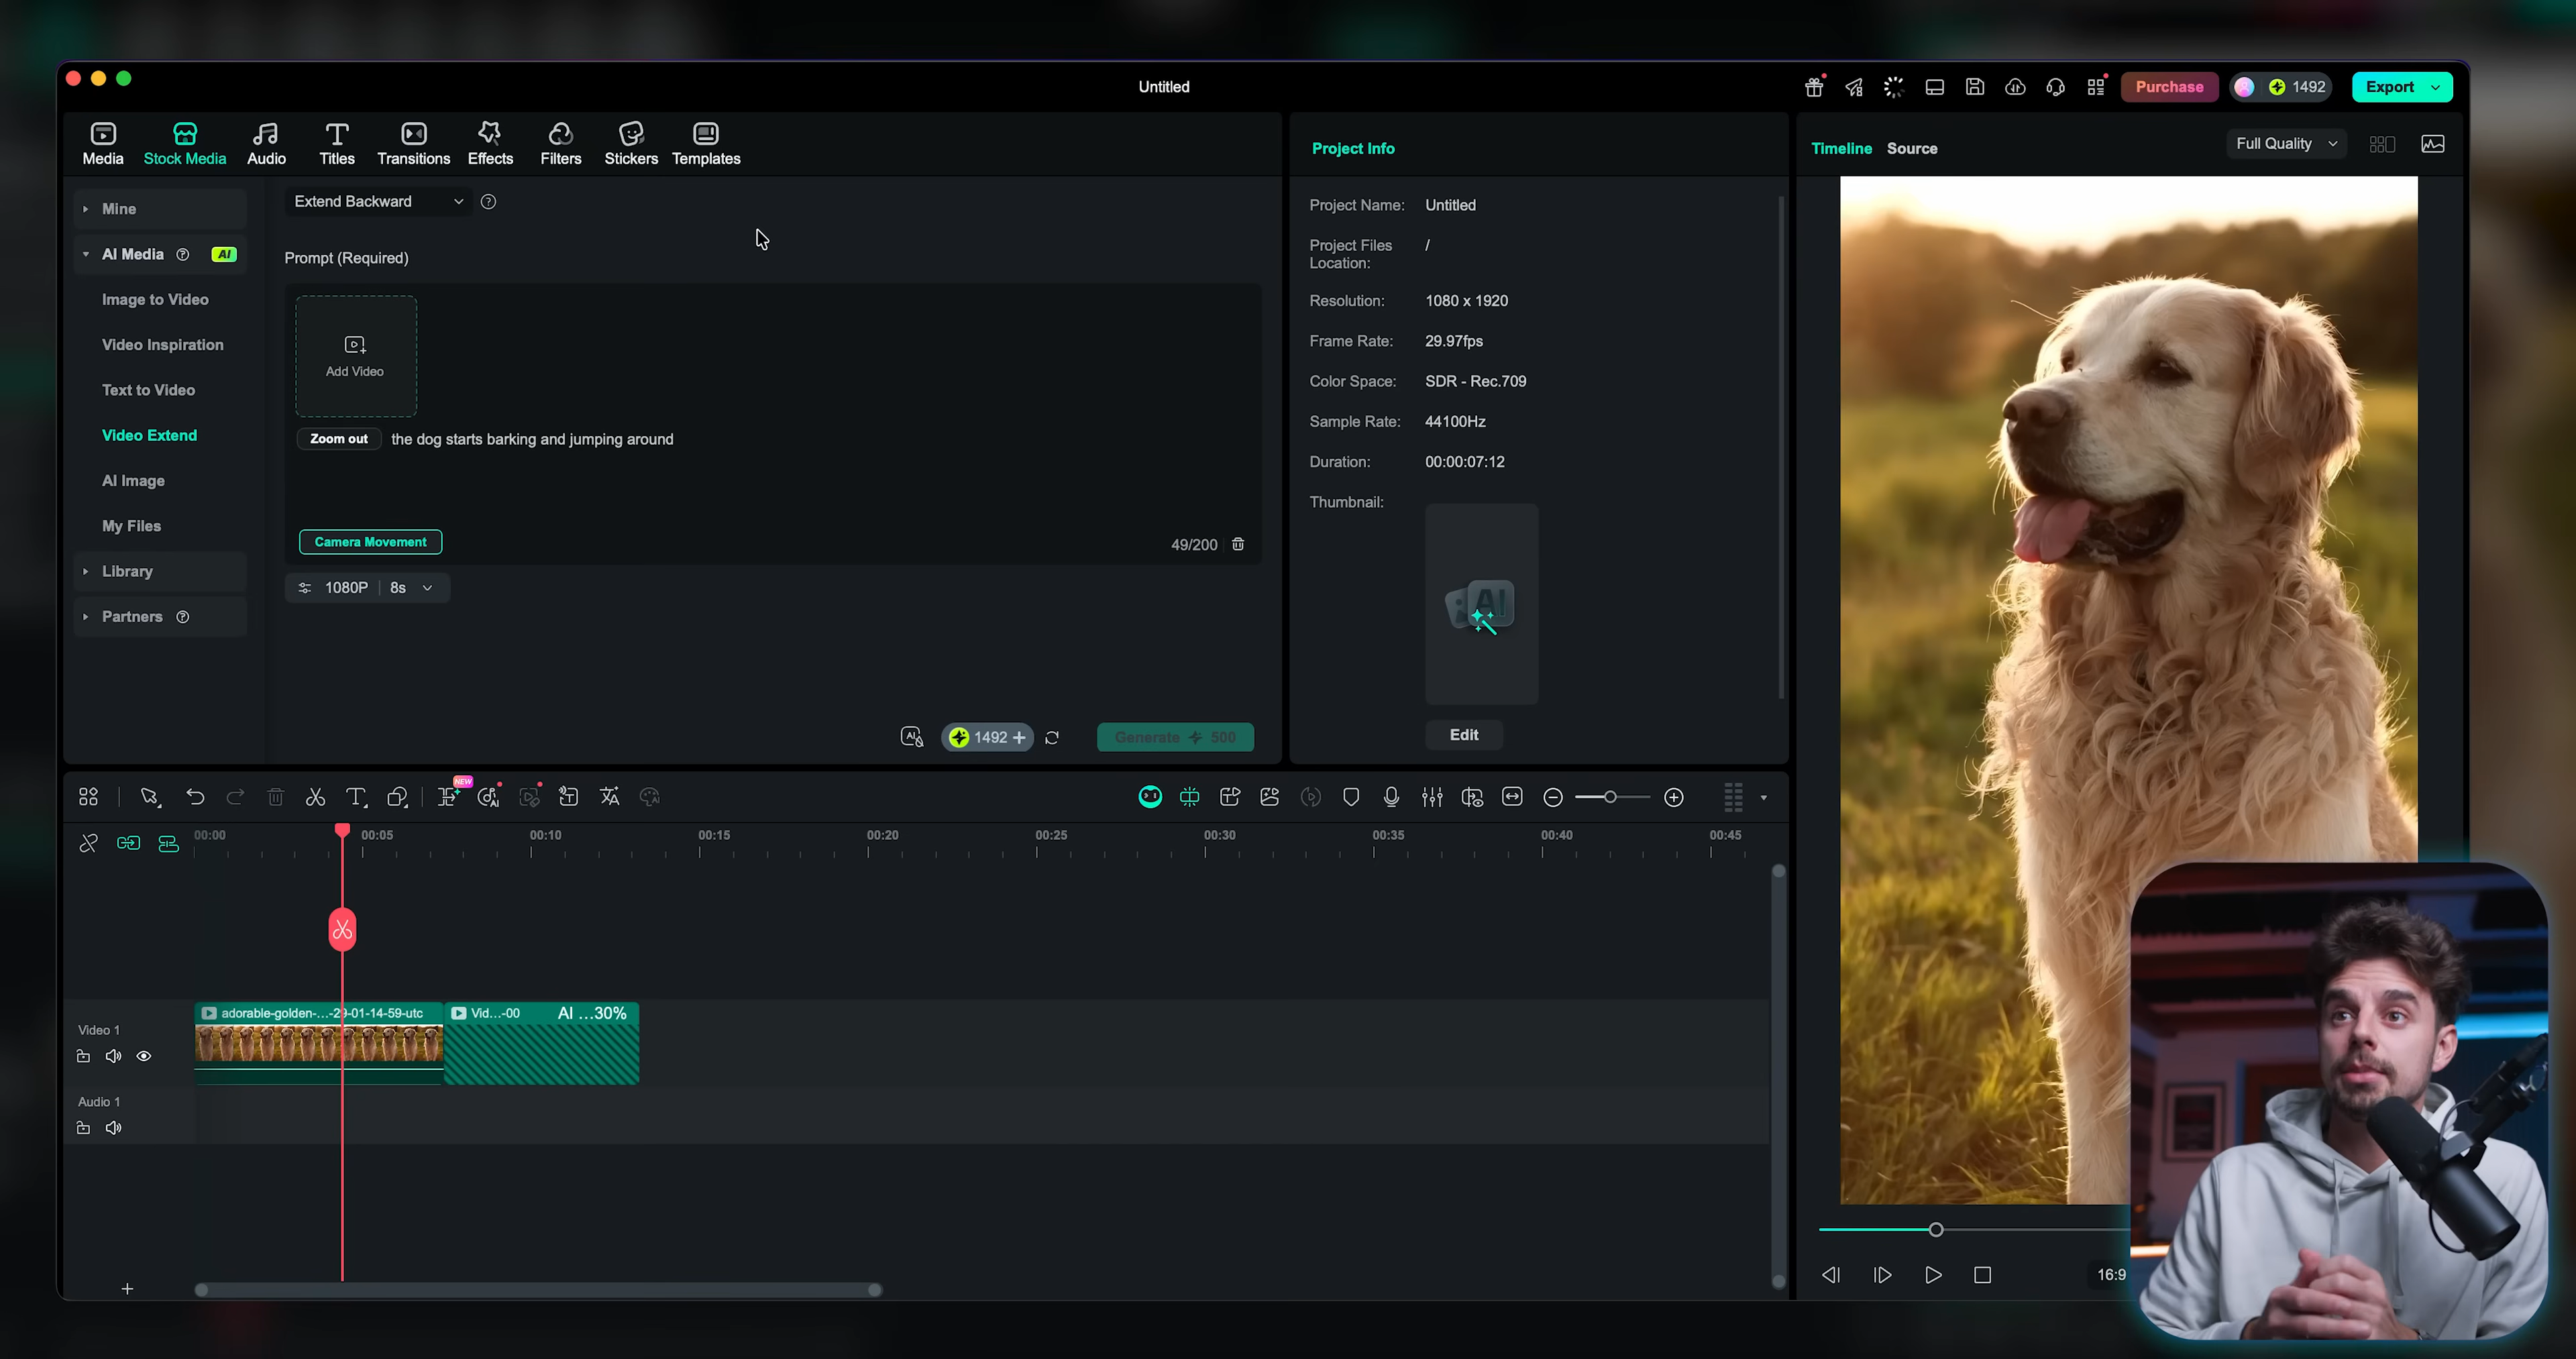 Untitled
Purchase
1492
Export
Media
Stock Media
Audio
Titles
Transitions
Effects
Filters
Stickers
Templates
Mine
AI Media
AI
Image to Video
Video Inspiration
Text to Video
Video Extend
AI Image
My Files
Library
Partners
Extend Backward
Prompt (Required)
Add Video
Zoom out the dog starts barking and jumping around
Camera Movement
49/200
1080P | 8s
AI
1492 +
Generate 500
Project Info
Project Name: Untitled
Project Files Location: /
Resolution: 1080 x 1920
Frame Rate: 29.97fps
Color Space: SDR - Rec.709
Sample Rate: 44100Hz
Duration: 00:00:07:12
Thumbnail:
AI
Edit
Timeline
Source
Full Quality
NEW
00:00
00:05
00:10
00:15
00:20
00:25
00:30
00:35
00:40
00:45
Video 1
adorable-golden-...-29-01-14-59-utc
Vid...-00
AI ...30%
Audio 1
16:9